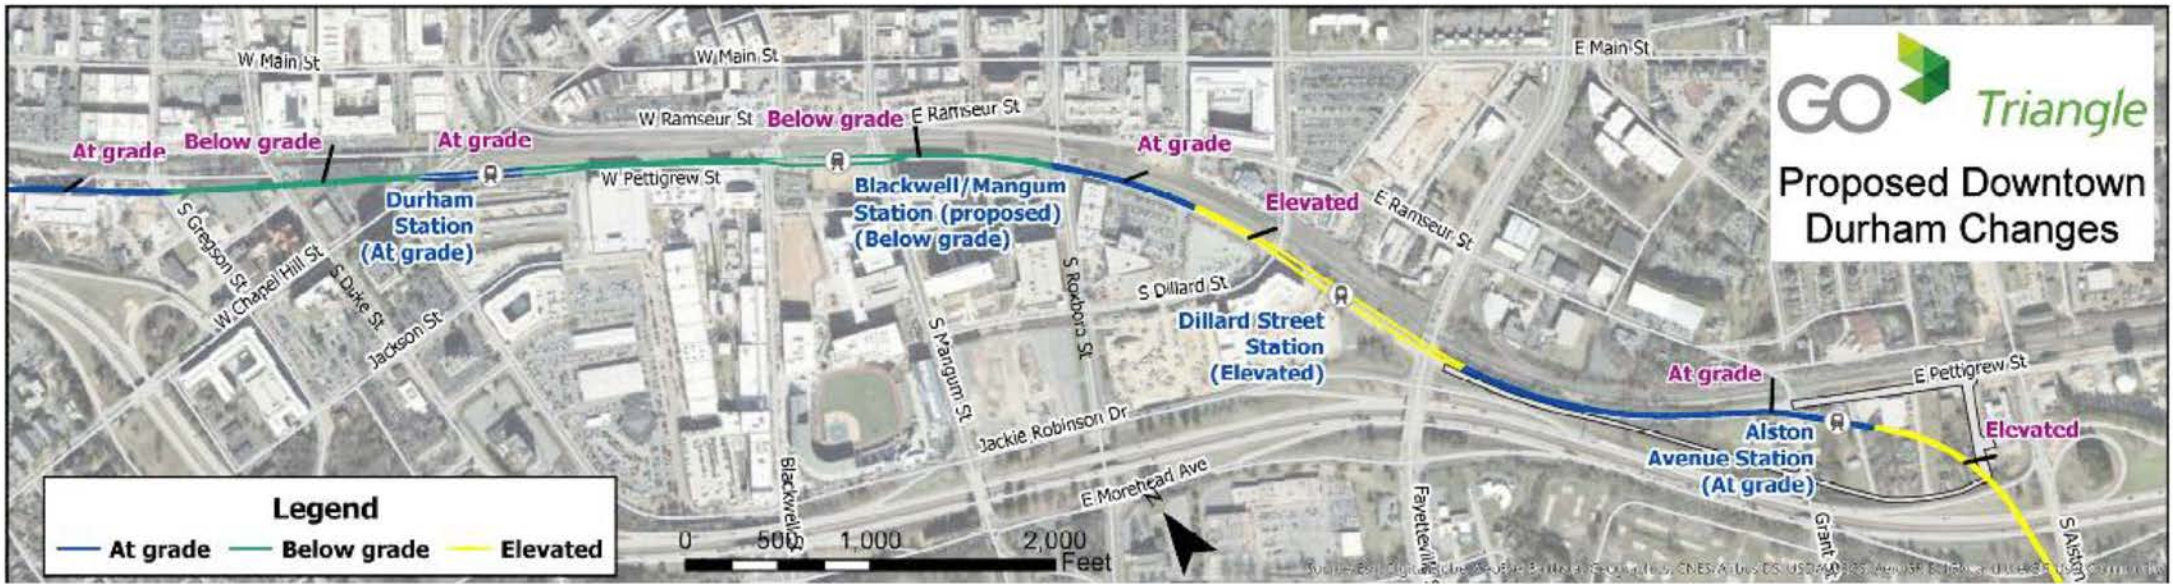 W Main St
W Main St
E Main St
GO
Triangle
Proposed Downtown
Durham Changes
W Ramseur St
Below grade
E Ramseur St
At grade
Below grade
At grade
At grade
W Pettigrew St
Durham
Station
(At grade)
Blackwell/Mangum
Station (proposed)
(Below grade)
Elevated
E Ramseur St
S Gregson St
W Chapel Hill St
S Duke St
Jackson St
S Roxboro St
S Dillard St
Dillard Street
Station
(Elevated)
S Mangum St
Jackie Robinson Dr
E Morehead Ave
At grade
E Pettigrew St
Alston
Avenue Station
(At grade)
Elevated
Legend
At grade
Below grade
Elevated
0
500
1,000
2,000
Feet
N
Grant St